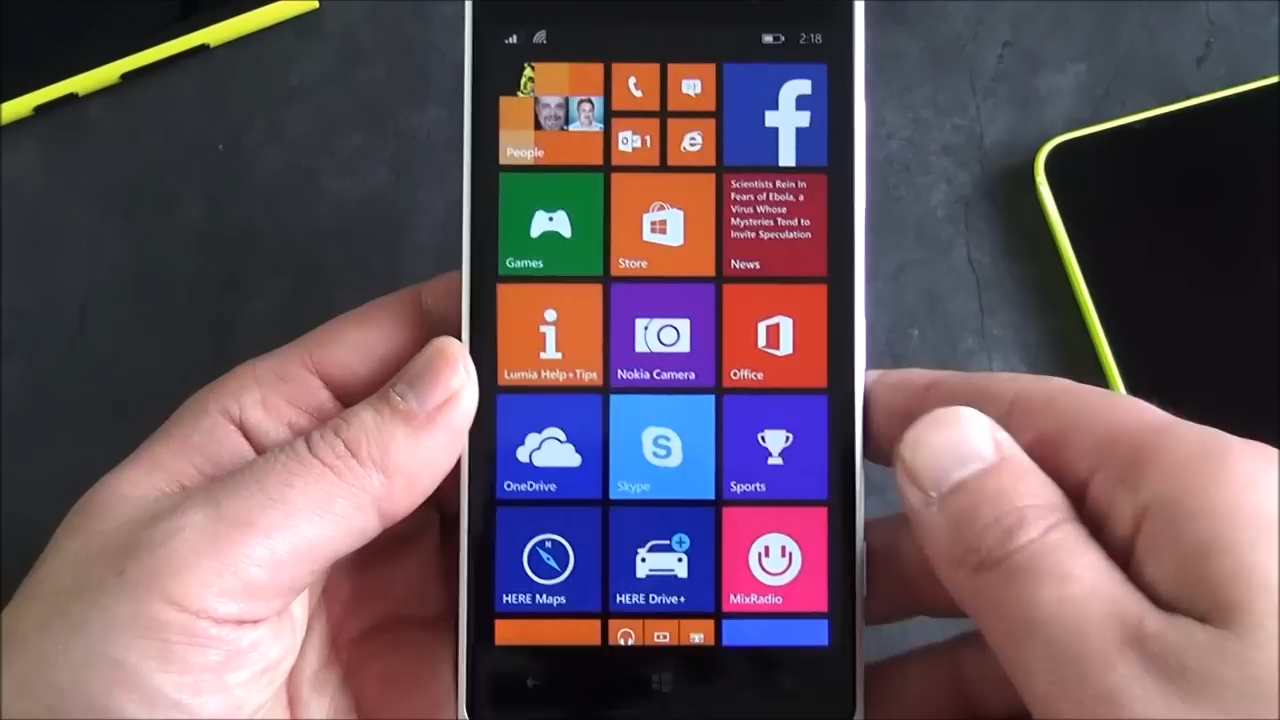 2:18
People
1
f
Games
Store
Scientists Rein In
Fears of Ebola, a
Virus Whose
Mysteries Tend to
Invite Speculation
News
Lumia Help+Tips
Nokia Camera
Office
OneDrive
S
Skype
Sports
N
HERE Maps
HERE Drive+
MixRadio